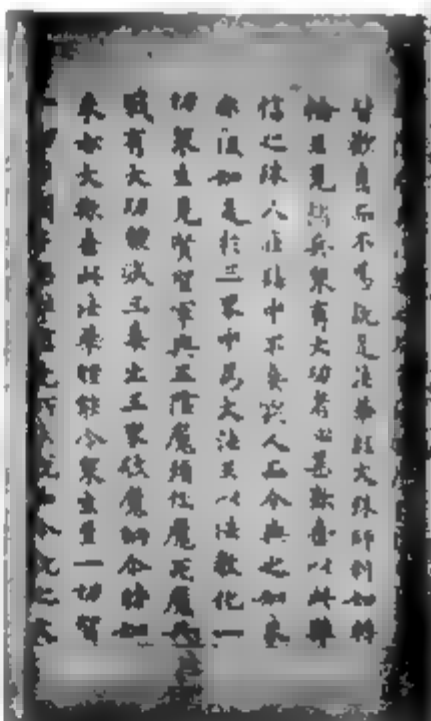 皆歡喜而不為說是法華經文殊師利如轉
輪王見諸兵眾有大功者心甚歡喜以此難
信之珠久在髻中不妄與人而今與之如來
亦復如是於三界中為大法王以法教化一
切眾生見賢聖軍與五陰魔煩惱魔死魔共
戰有大功勳滅三毒出三界破魔網爾時如
來亦大歡喜此法華經能令眾生至一切智